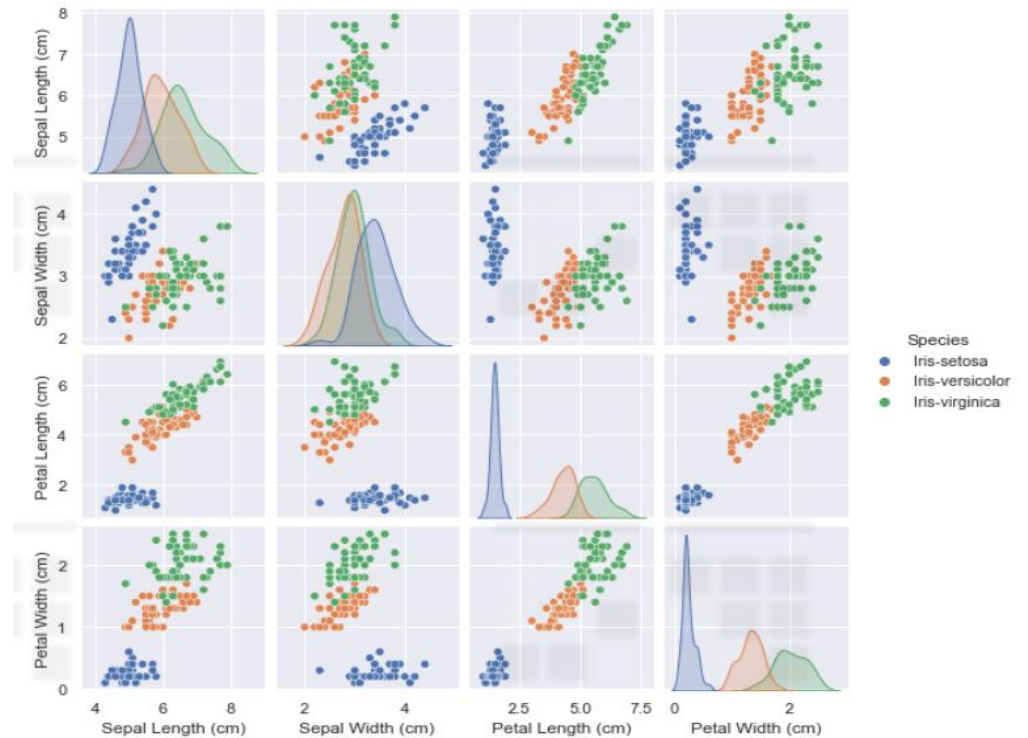 Sepal Length (cm)
8
7
6
5
Sepal Width (cm)
4
3
2
Petal Length (cm)
6
4
2
Petal Width (cm)
2
1
0
4 6 8
Sepal Length (cm)
2 4
Sepal Width (cm)
2.5 5.0 7.5
Petal Length (cm)
0 2
Petal Width (cm)
Species
Iris-setosa
Iris-versicolor
Iris-virginica